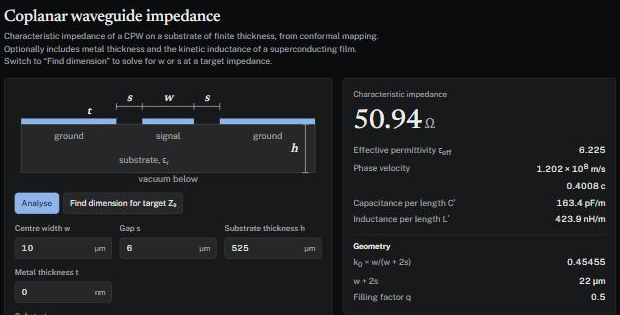 Coplanar waveguide impedance
Characteristic impedance of a CPW on a substrate of finite thickness, from conformal mapping.
Optionally includes metal thickness and the kinetic inductance of a superconducting film.
Switch to “Find dimension” to solve for w or s at a target impedance.
s w s
t
ground signal ground
h
substrate, εᵣ
vacuum below
Analyse Find dimension for target Z₀
Centre width w Gap s Substrate thickness h
10 µm 6 µm 525 µm
Metal thickness t
0 nm
Characteristic impedance
50.94 Ω
Effective permittivity εeff 6.225
Phase velocity 1.202 × 10⁸ m/s
0.4008 c
Capacitance per length C′ 163.4 pF/m
Inductance per length L′ 423.9 nH/m
Geometry
k₀ = w/(w + 2s) 0.45455
w + 2s 22 µm
Filling factor q 0.5